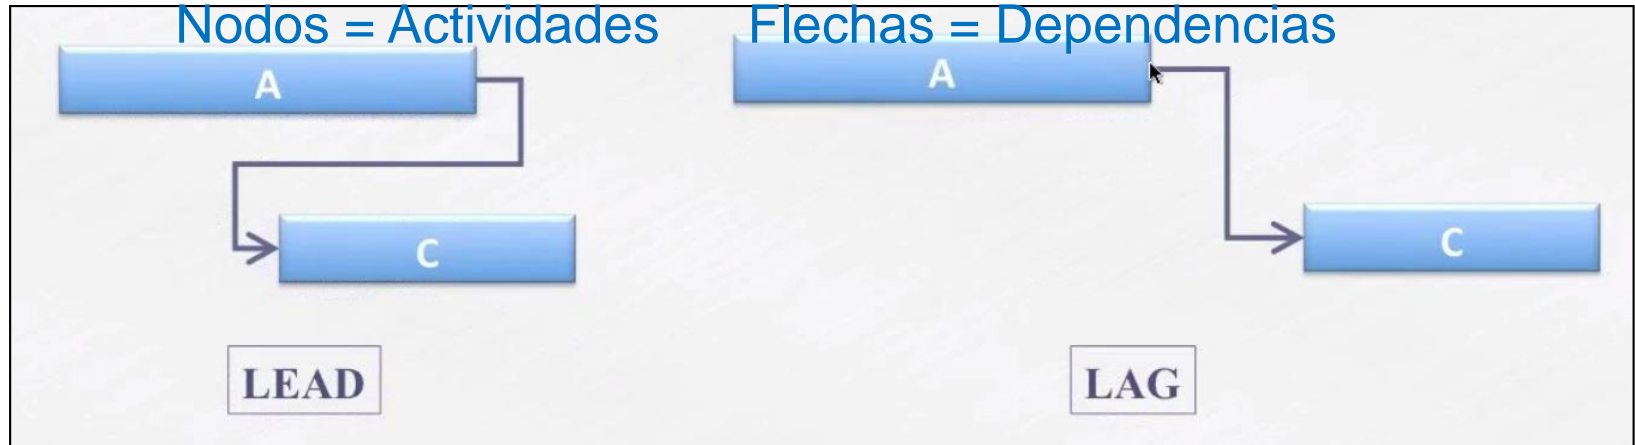 Nodos = Actividades Flechas = Dependencias
A A
C C
LEAD LAG